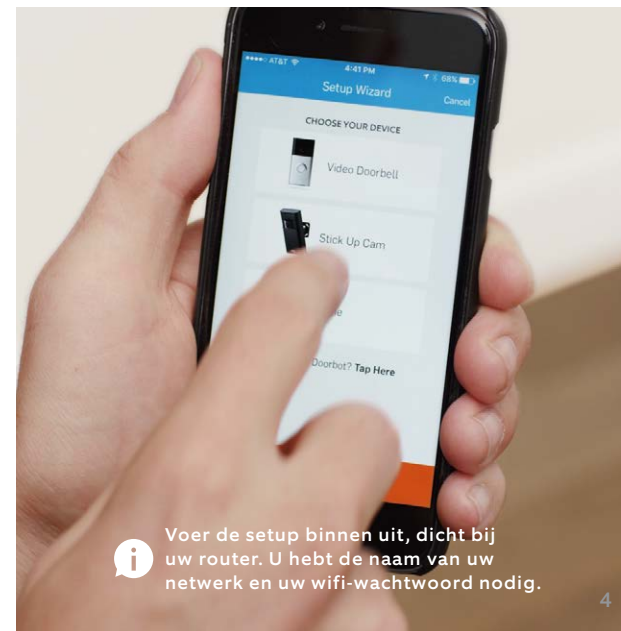 AT&T 4:41 PM 68%
Setup Wizard
Cancel
CHOOSE YOUR DEVICE
Video Doorbell
Stick Up Cam
Doorbot? Tap Here
Voer de setup binnen uit, dicht bij
uw router. U hebt de naam van uw
netwerk en uw wifi-wachtwoord nodig.
4